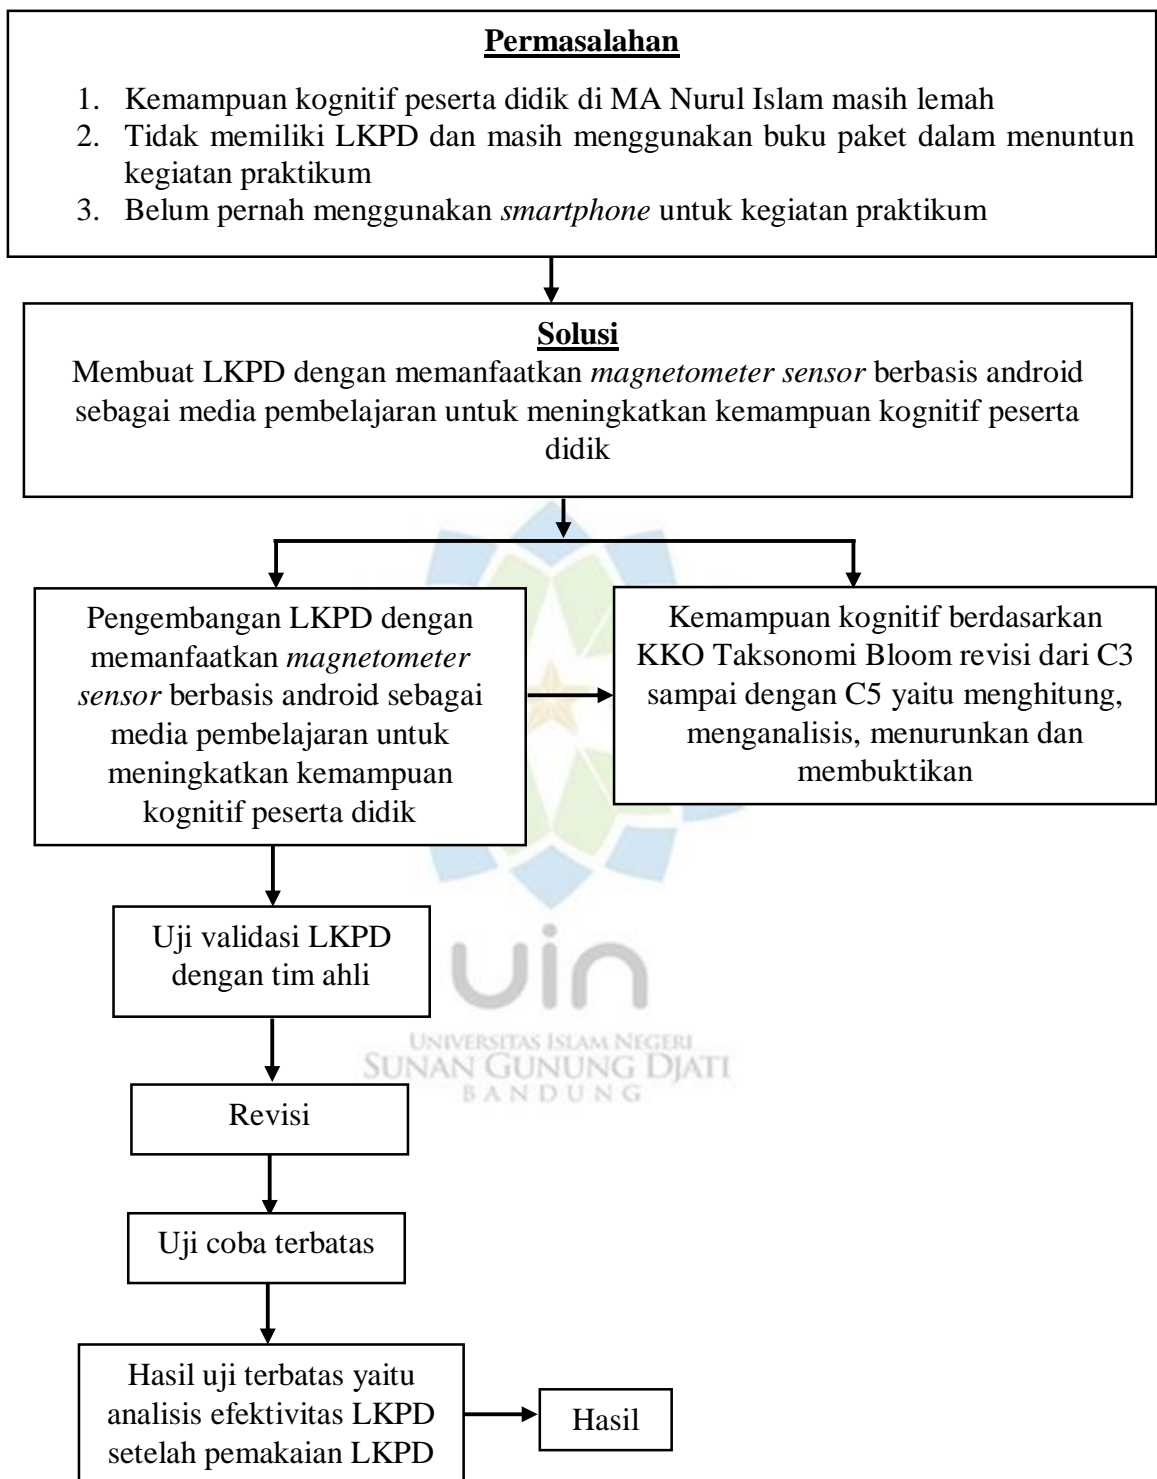 Permasalahan
1. Kemampuan kognitif peserta didik di MA Nurul Islam masih lemah
2. Tidak memiliki LKPD dan masih menggunakan buku paket dalam menuntun
kegiatan praktikum
3. Belum pernah menggunakan smartphone untuk kegiatan praktikum
Solusi
Membuat LKPD dengan memanfaatkan magnetometer sensor berbasis android
sebagai media pembelajaran untuk meningkatkan kemampuan kognitif peserta
didik
Pengembangan LKPD dengan
memanfaatkan magnetometer
sensor berbasis android sebagai
media pembelajaran untuk
meningkatkan kemampuan
kognitif peserta didik
Kemampuan kognitif berdasarkan
KKO Taksonomi Bloom revisi dari C3
sampai dengan C5 yaitu menghitung,
menganalisis, menurunkan dan
membuktikan
Uji validasi LKPD
dengan tim ahli
uin
UNIVERSITAS ISLAM NEGERI
SUNAN GUNUNG DJATI
BANDUNG
Revisi
Uji coba terbatas
Hasil uji terbatas yaitu
analisis efektivitas LKPD
setelah pemakaian LKPD
Hasil